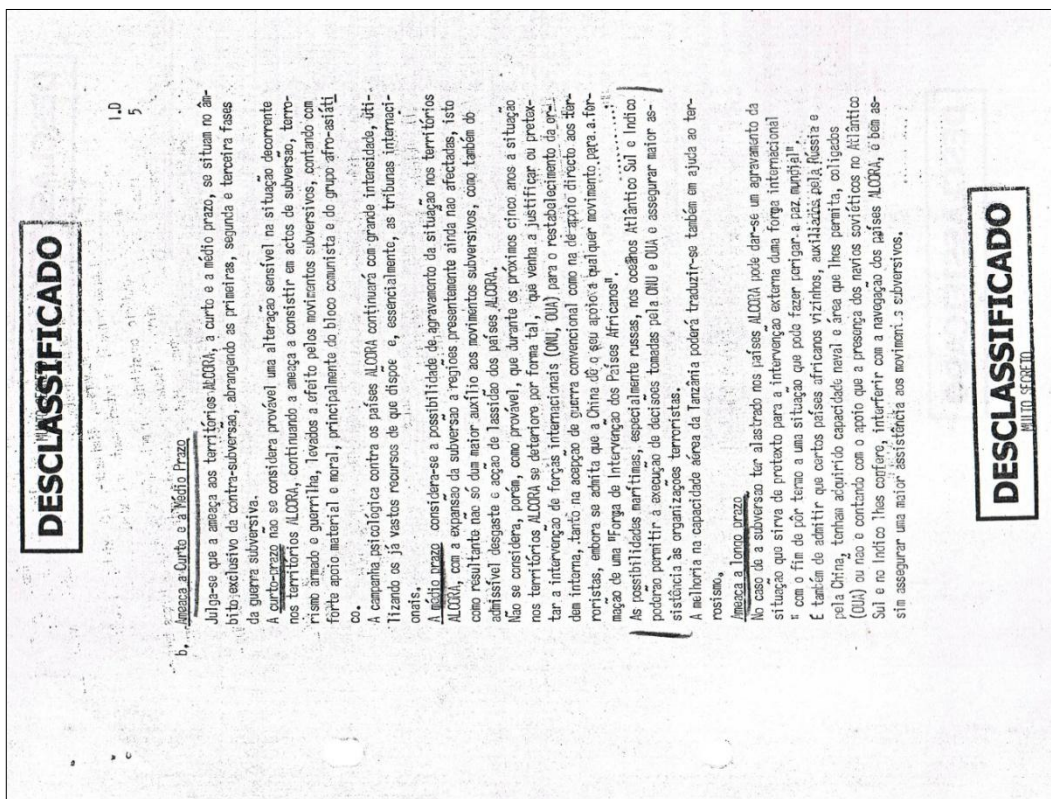 DESCLASSIFICADO
I.D
5
b. Ameaça a Curto e a Médio Prazo
Julga-se que a ameaça aos territórios ALCORA, a curto e a médio prazo, se situam no âm-
bito exclusivo da contra-subversão, abrangendo as primeiras, segunda e terceira fases
da guerra subversiva.
A curto-prazo não se considera provável uma alteração sensível na situação decorrente
nos territórios ALCORA, continuando a ameaça a consistir em actos de subversão, terro-
rismo armado e guerrilha, levados a efeito pelos movimentos subversivos, contando com
forte apoio material e moral, principalmente do bloco comunista e do grupo afro-asiáti
co.
A campanha psicológica contra os países ALCORA continuará com grande intensidade, uti-
lizando os já vastos recursos de que dispõe e, essencialmente, as tribunas internaci-
onais.
A médio prazo considera-se a possibilidade de agravamento da situação nos territórios
ALCORA, com a expansão da subversão a regiões presentemente ainda não afectadas, isto
como resultante não só dum maior auxílio aos movimentos subversivos, como também do
admissível desgaste e acção de lassidão dos países ALCORA.
Não se considera, porém, como provável, que durante os próximos cinco anos a situação
nos territórios ALCORA se deteriore por forma tal, que venha a justificar ou pretex-
tar a intervenção de forças internacionais (ONU, OUA) para o restabelecimento da or-
dem interna, tanto na acepção de guerra convencional como na de apoio directo aos ter-
roristas, embora se admita que a China dê o seu apoio a qualquer movimento para a for-
mação de uma "Força de Intervenção dos Países Africanos".
As possibilidades marítimas, especialmente russas, nos oceânos Atlântico Sul e Indico
poderao permitir à execução de decisões tomadas pela ONU e OUA e assegurar maior as-
sistência às organizações terroristas.
A melhoria na capacidade aérea da Tanzânia poderá traduzir-se também em ajuda ao ter-
rosismo.
Ameaça a longo prazo
No caso de a subversão ter alastrado nos países ALCORA pode dar-se um agravamento da
situação que sirva de protexto para a intervenção externa duma força internacional
" com o fim de pôr termo a uma situação que pode fazer perigar a paz mundial".
É também de admitir que certos países africanos vizinhos, auxiliados pela Rússia e
pela China, tenham adquirido capacidade naval e área que lhes permita, coligados
(OUA) ou não e contando com o apoio que a presença dos navios soviéticos no Atlântico
Sul e no Indico lhes confere, interferir com a navegação dos países ALCORA, e bem as-
sim assegurar uma maior assistência aos subversivos.
DESCLASSIFICADO
MUITO SECRETO